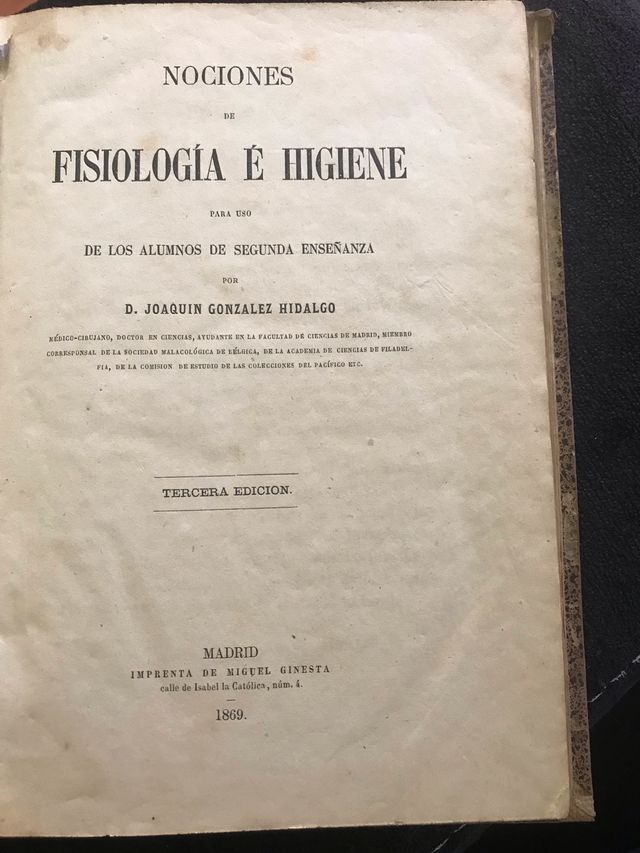 NOCIONES
DE
FISIOLOGÍA É HIGIENE
PARA USO
DE LOS ALUMNOS DE SEGUNDA ENSEÑANZA
POR
D. JOAQUIN GONZALEZ HIDALGO
MÉDICO-CIRUJANO, DOCTOR EN CIENCIAS, AYUDANTE EN LA FACULTAD DE CIENCIAS DE MADRID, MIEMBRO
CORRESPONSAL DE LA SOCIEDAD MALACOLÓGICA DE BÉLGICA, DE LA ACADEMIA DE CIENCIAS DE FILADEL-
FIA, DE LA COMISION DE ESTUDIO DE LAS COLECCIONES DEL PACÍFICO ETC.
TERCERA EDICION.
MADRID
IMPRENTA DE MIGUEL GINESTA
calle de Isabel la Católica, núm. 4.
—
1869.